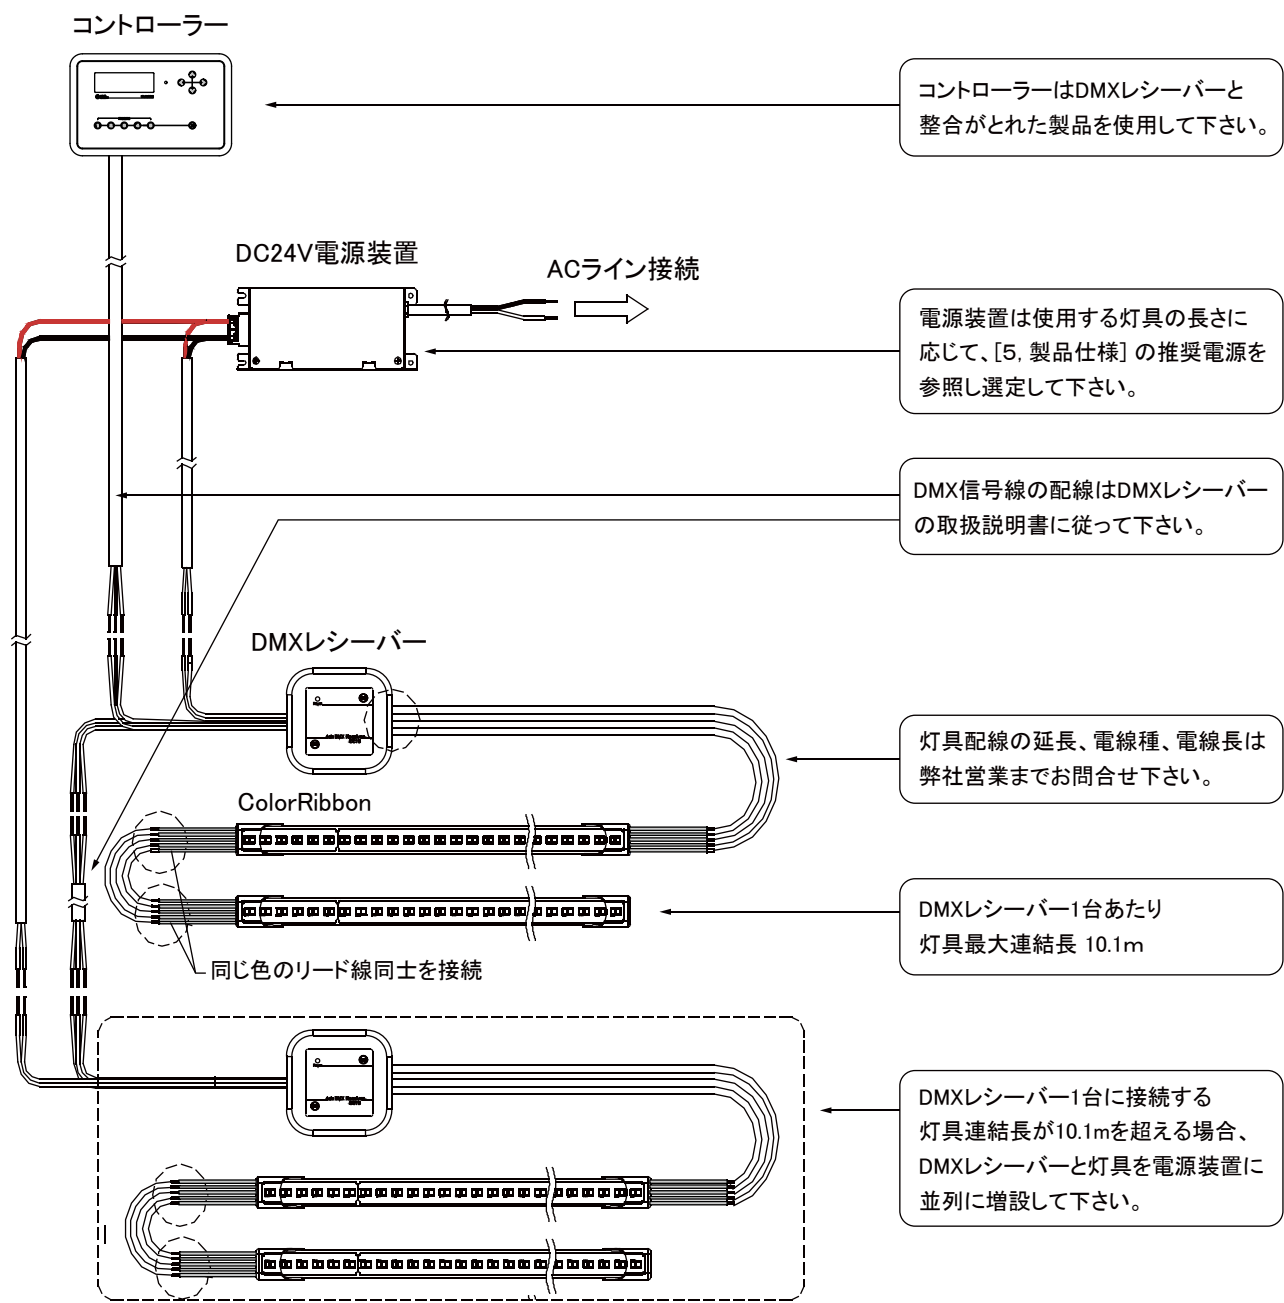 コントローラー
コントローラーはDMXレシーバーと
整合がとれた製品を使用して下さい。
DC24V電源装置
ACライン接続
電源装置は使用する灯具の長さに
応じて、[5, 製品仕様] の推奨電源を
参照し選定して下さい。
DMX信号線の配線はDMXレシーバー
の取扱説明書に従って下さい。
DMXレシーバー
灯具配線の延長、電線種、電線長は
弊社営業までお問合せ下さい。
ColorRibbon
DMXレシーバー1台あたり
灯具最大連結長 10.1m
同じ色のリード線同士を接続
DMXレシーバー1台に接続する
灯具連結長が10.1mを超える場合、
DMXレシーバーと灯具を電源装置に
並列に増設して下さい。